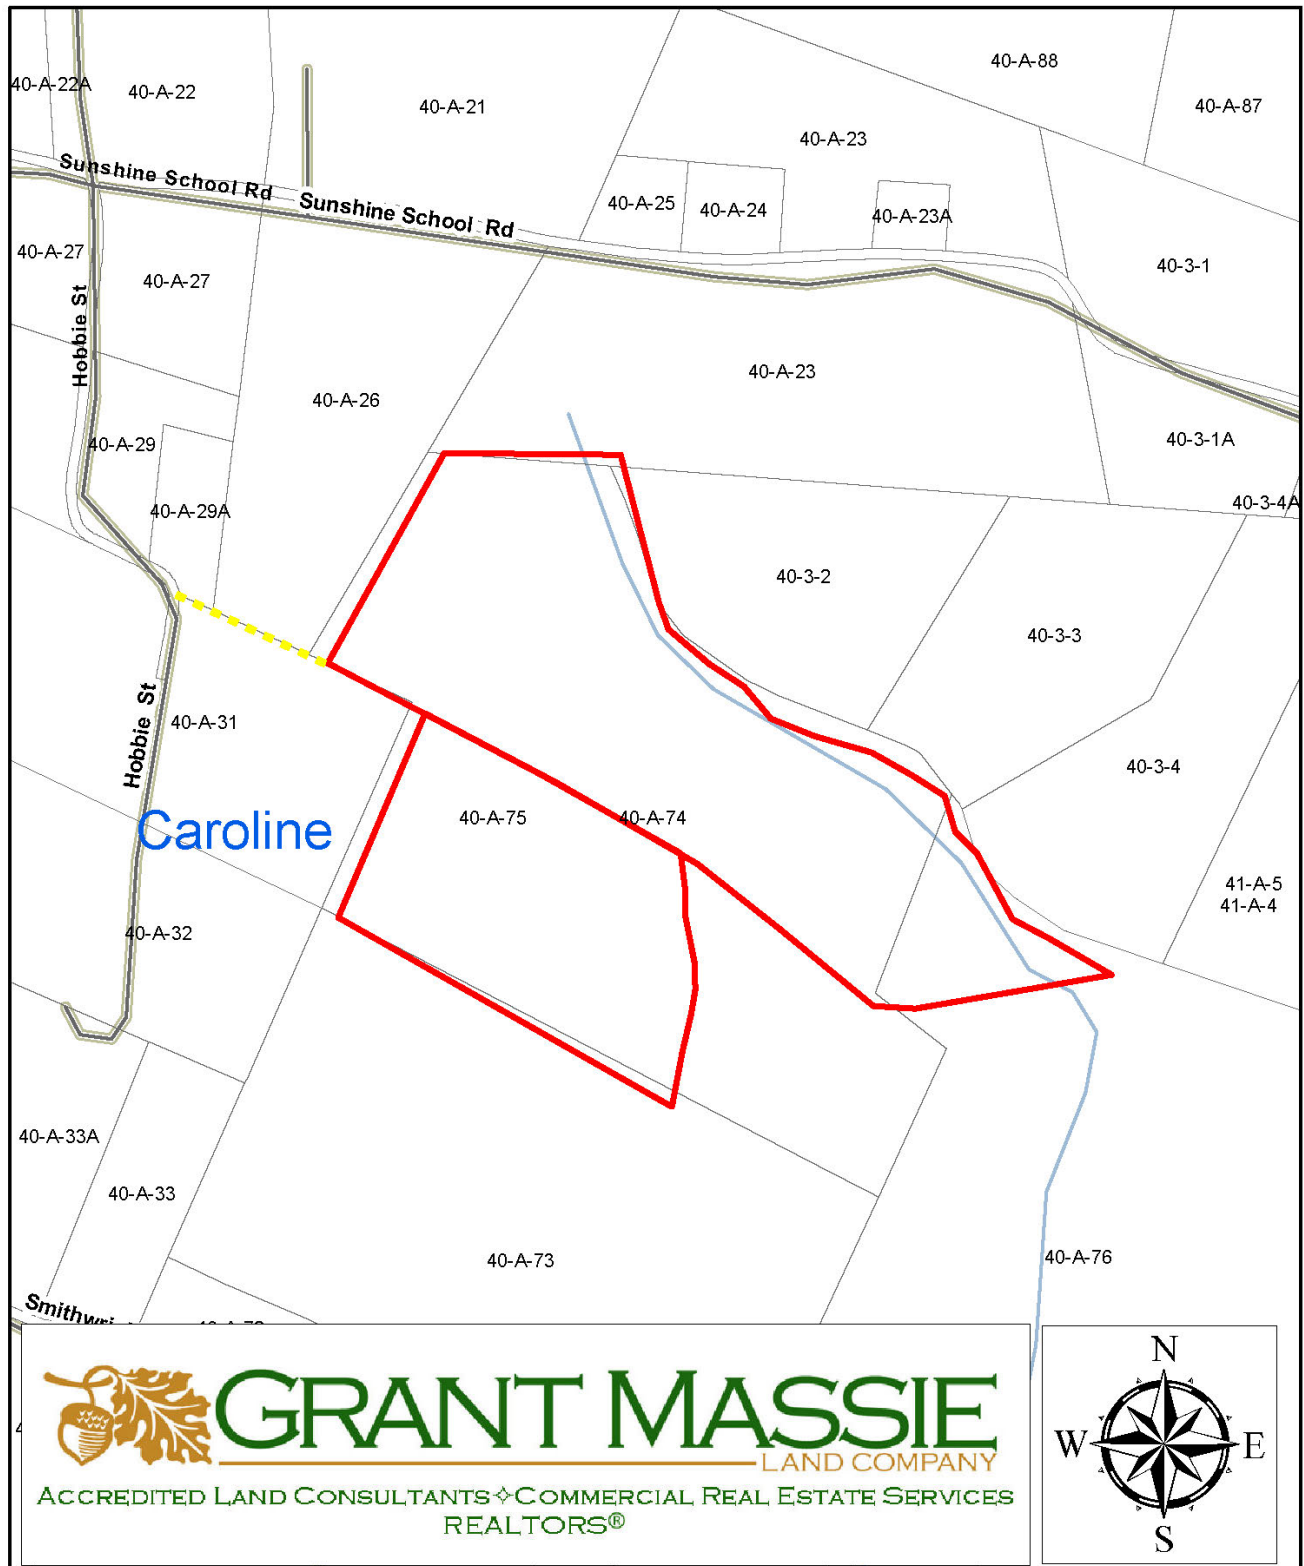 40-A-88
40-A-22A
40-A-22
40-A-21
40-A-87
40-A-23
Sunshine School Rd
Sunshine School Rd
40-A-25
40-A-24
40-A-23A
40-A-27
40-A-27
40-3-1
Hobbie St
40-A-26
40-A-23
40-A-29
40-3-1A
40-A-29A
40-3-4A
40-3-2
40-3-3
Hobbie St
40-A-31
40-3-4
Caroline
40-A-75
40-A-74
41-A-5
41-A-4
40-A-32
40-A-33A
40-A-33
40-A-73
40-A-76
GRANT MASSIE
LAND COMPANY
ACCREDITED LAND CONSULTANTS✧COMMERCIAL REAL ESTATE SERVICES
REALTORS®
N
W E
S